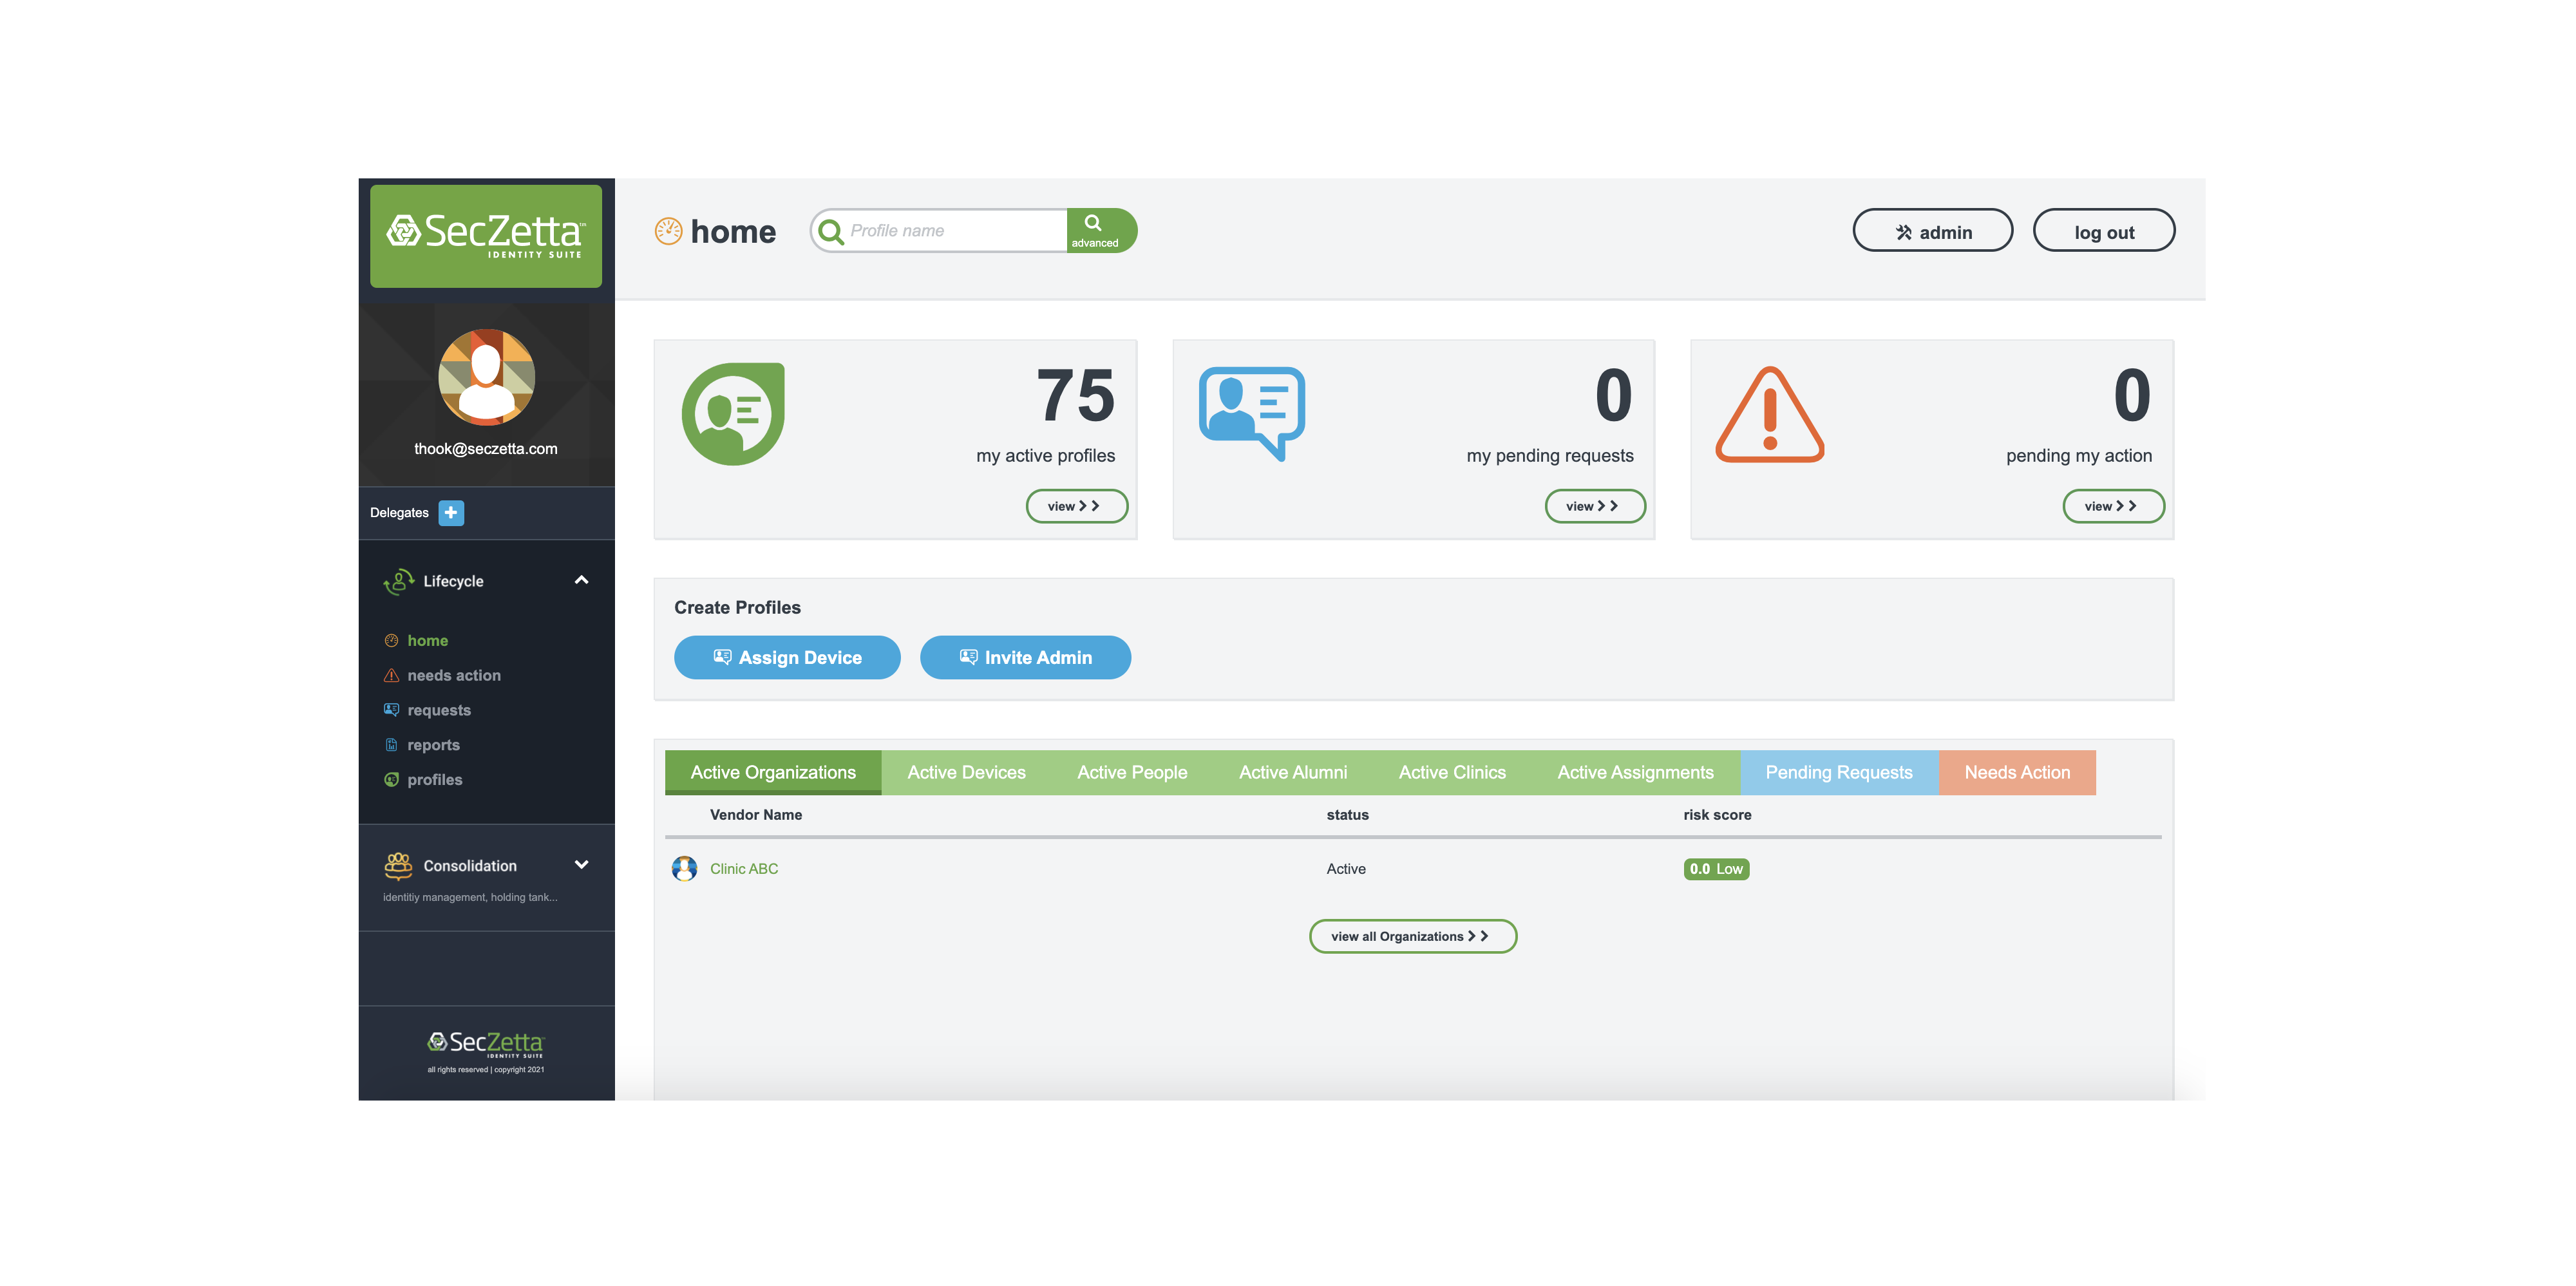 SecZetta™
IDENTITY SUITE
home
Profile name
advanced
admin
log out
thook@seczetta.com
Delegates
Lifecycle
home
needs action
requests
reports
profiles
Consolidation
identitiy management, holding tank...
SecZetta
IDENTITY SUITE
all rights reserved | copyright 2021
75
my active profiles
view
0
my pending requests
view
0
pending my action
view
Create Profiles
Assign Device Invite Admin
Active Organizations Active Devices Active People Active Alumni Active Clinics Active Assignments Pending Requests Needs Action
Vendor Name status risk score
Clinic ABC Active 0.0 Low
view all Organizations